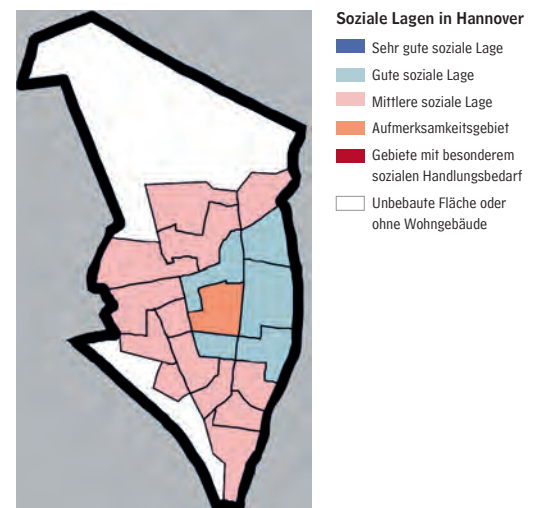 Soziale Lagen in Hannover
Sehr gute soziale Lage
Gute soziale Lage
Mittlere soziale Lage
Aufmerksamkeitsgebiet
Gebiete mit besonderem
sozialen Handlungsbedarf
Unbebaute Fläche oder
ohne Wohngebäude